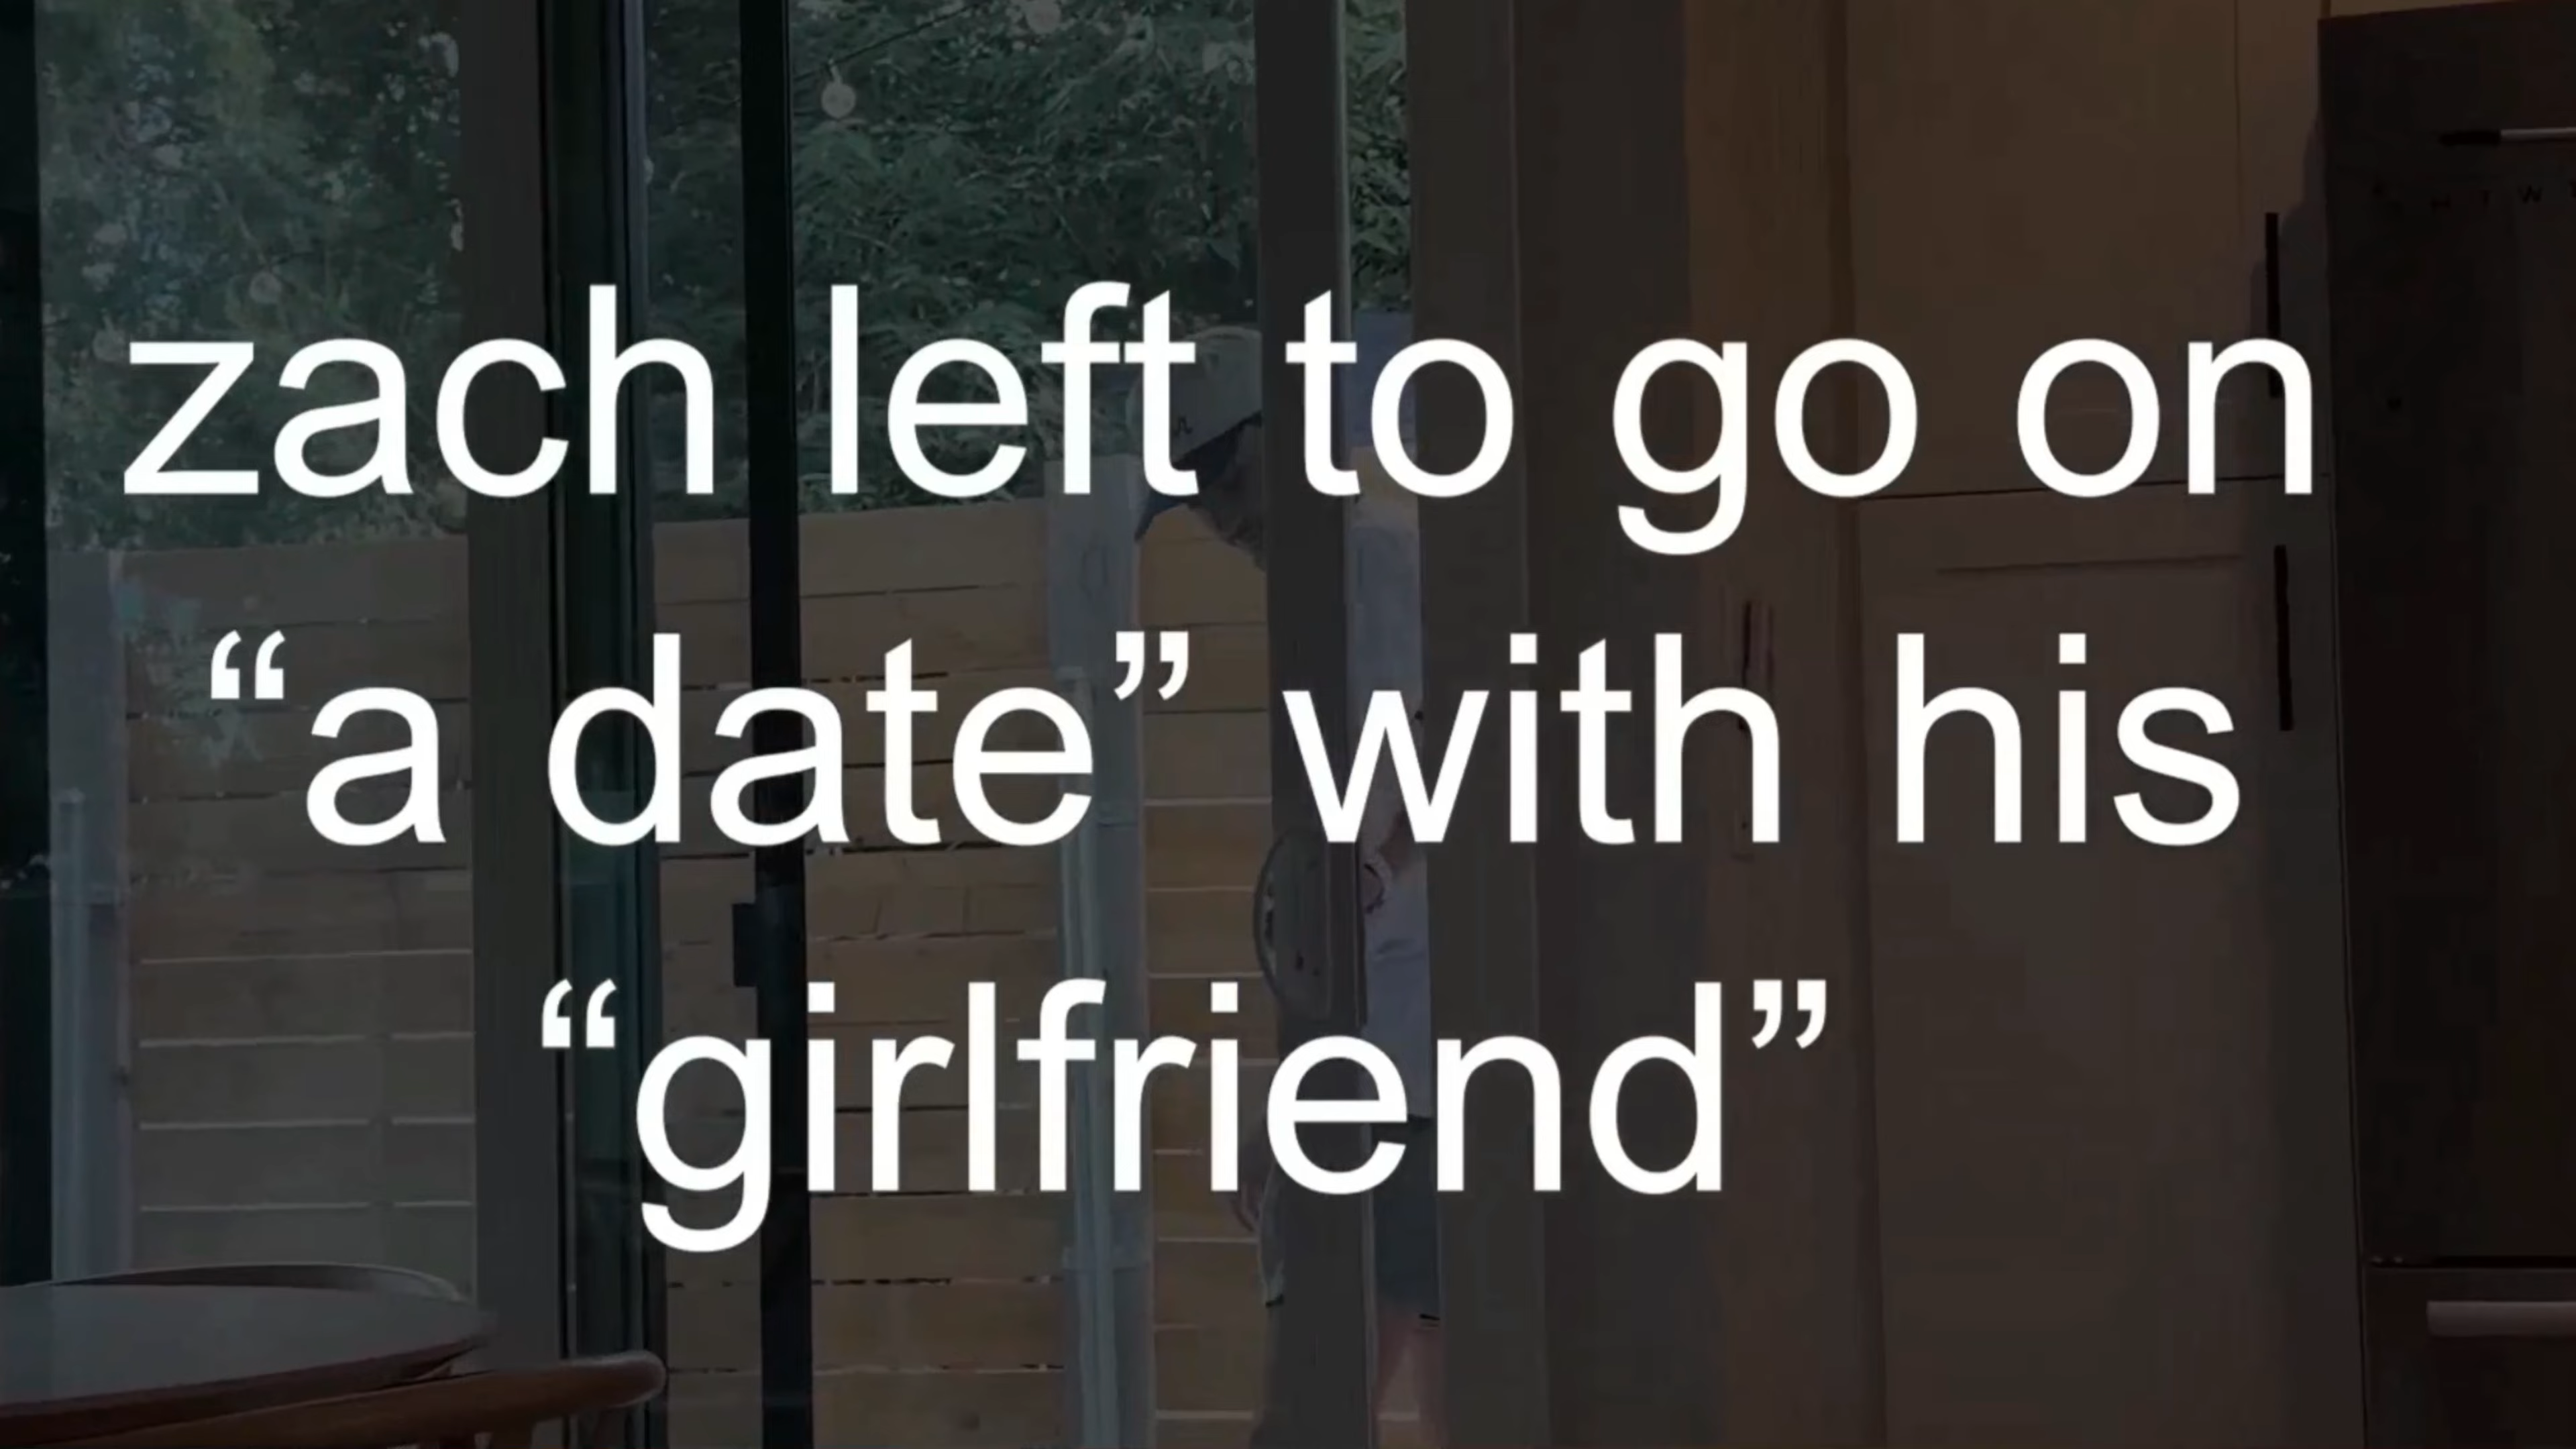 zach left to go on
“a date” with his
“girlfriend”